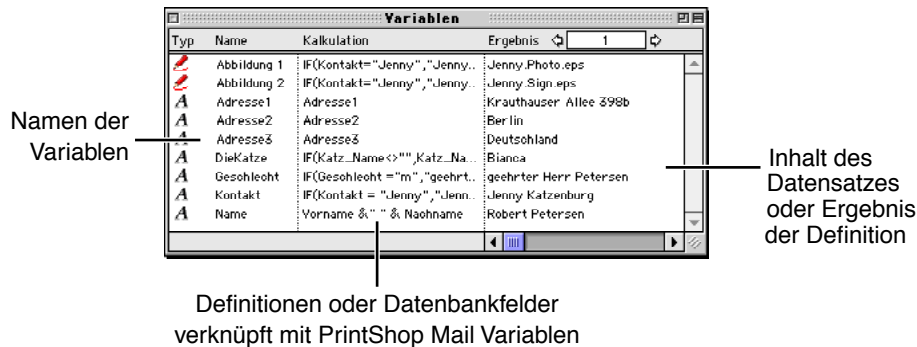 Variablen
Typ Name Kalkulation Ergebnis 1
Abbildung 1 IF(Kontakt="Jenny","Jenny.. Jenny.Photo.eps
Abbildung 2 IF(Kontakt="Jenny","Jenny.. Jenny.Sign.eps
A Adresse1 Adresse1 Krauthauser Allee 398b
A Adresse2 Adresse2 Berlin
A Adresse3 Adresse3 Deutschland
A DieKatze IF(Katz_Name<>"",Katz_Na... Bianca
A Geschlecht IF(Geschlecht ="m","geehrt... geehrter Herr Petersen
A Kontakt IF(Kontakt = "Jenny","Jenn.. Jenny Katzenburg
A Name Vorname &" " & Nachname Robert Petersen
Namen der
Variablen
Inhalt des
Datensatzes
oder Ergebnis
der Definition
Definitionen oder Datenbankfelder
verknüpft mit PrintShop Mail Variablen